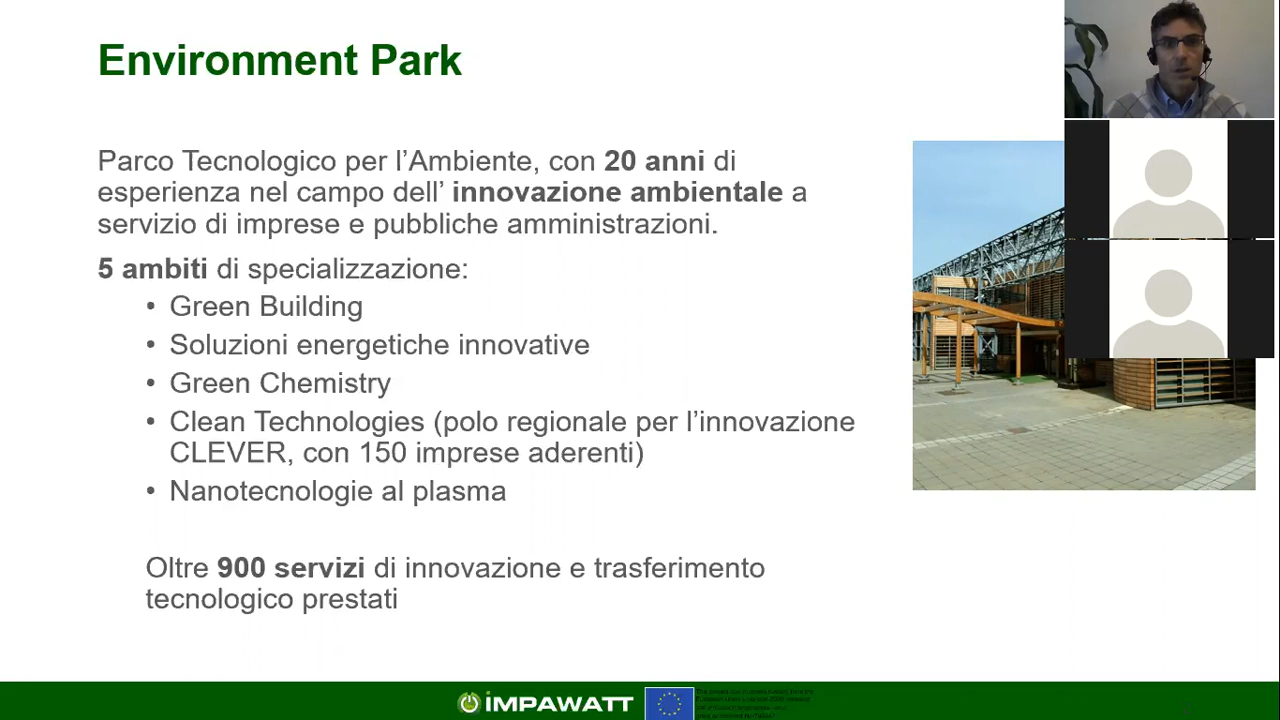 Environment Park
Parco Tecnologico per l’Ambiente, con 20 anni di
esperienza nel campo dell’ innovazione ambientale a
servizio di imprese e pubbliche amministrazioni.
5 ambiti di specializzazione:
• Green Building
• Soluzioni energetiche innovative
• Green Chemistry
• Clean Technologies (polo regionale per l’innovazione
CLEVER, con 150 imprese aderenti)
• Nanotecnologie al plasma
Oltre 900 servizi di innovazione e trasferimento
tecnologico prestati
iMPAWATT